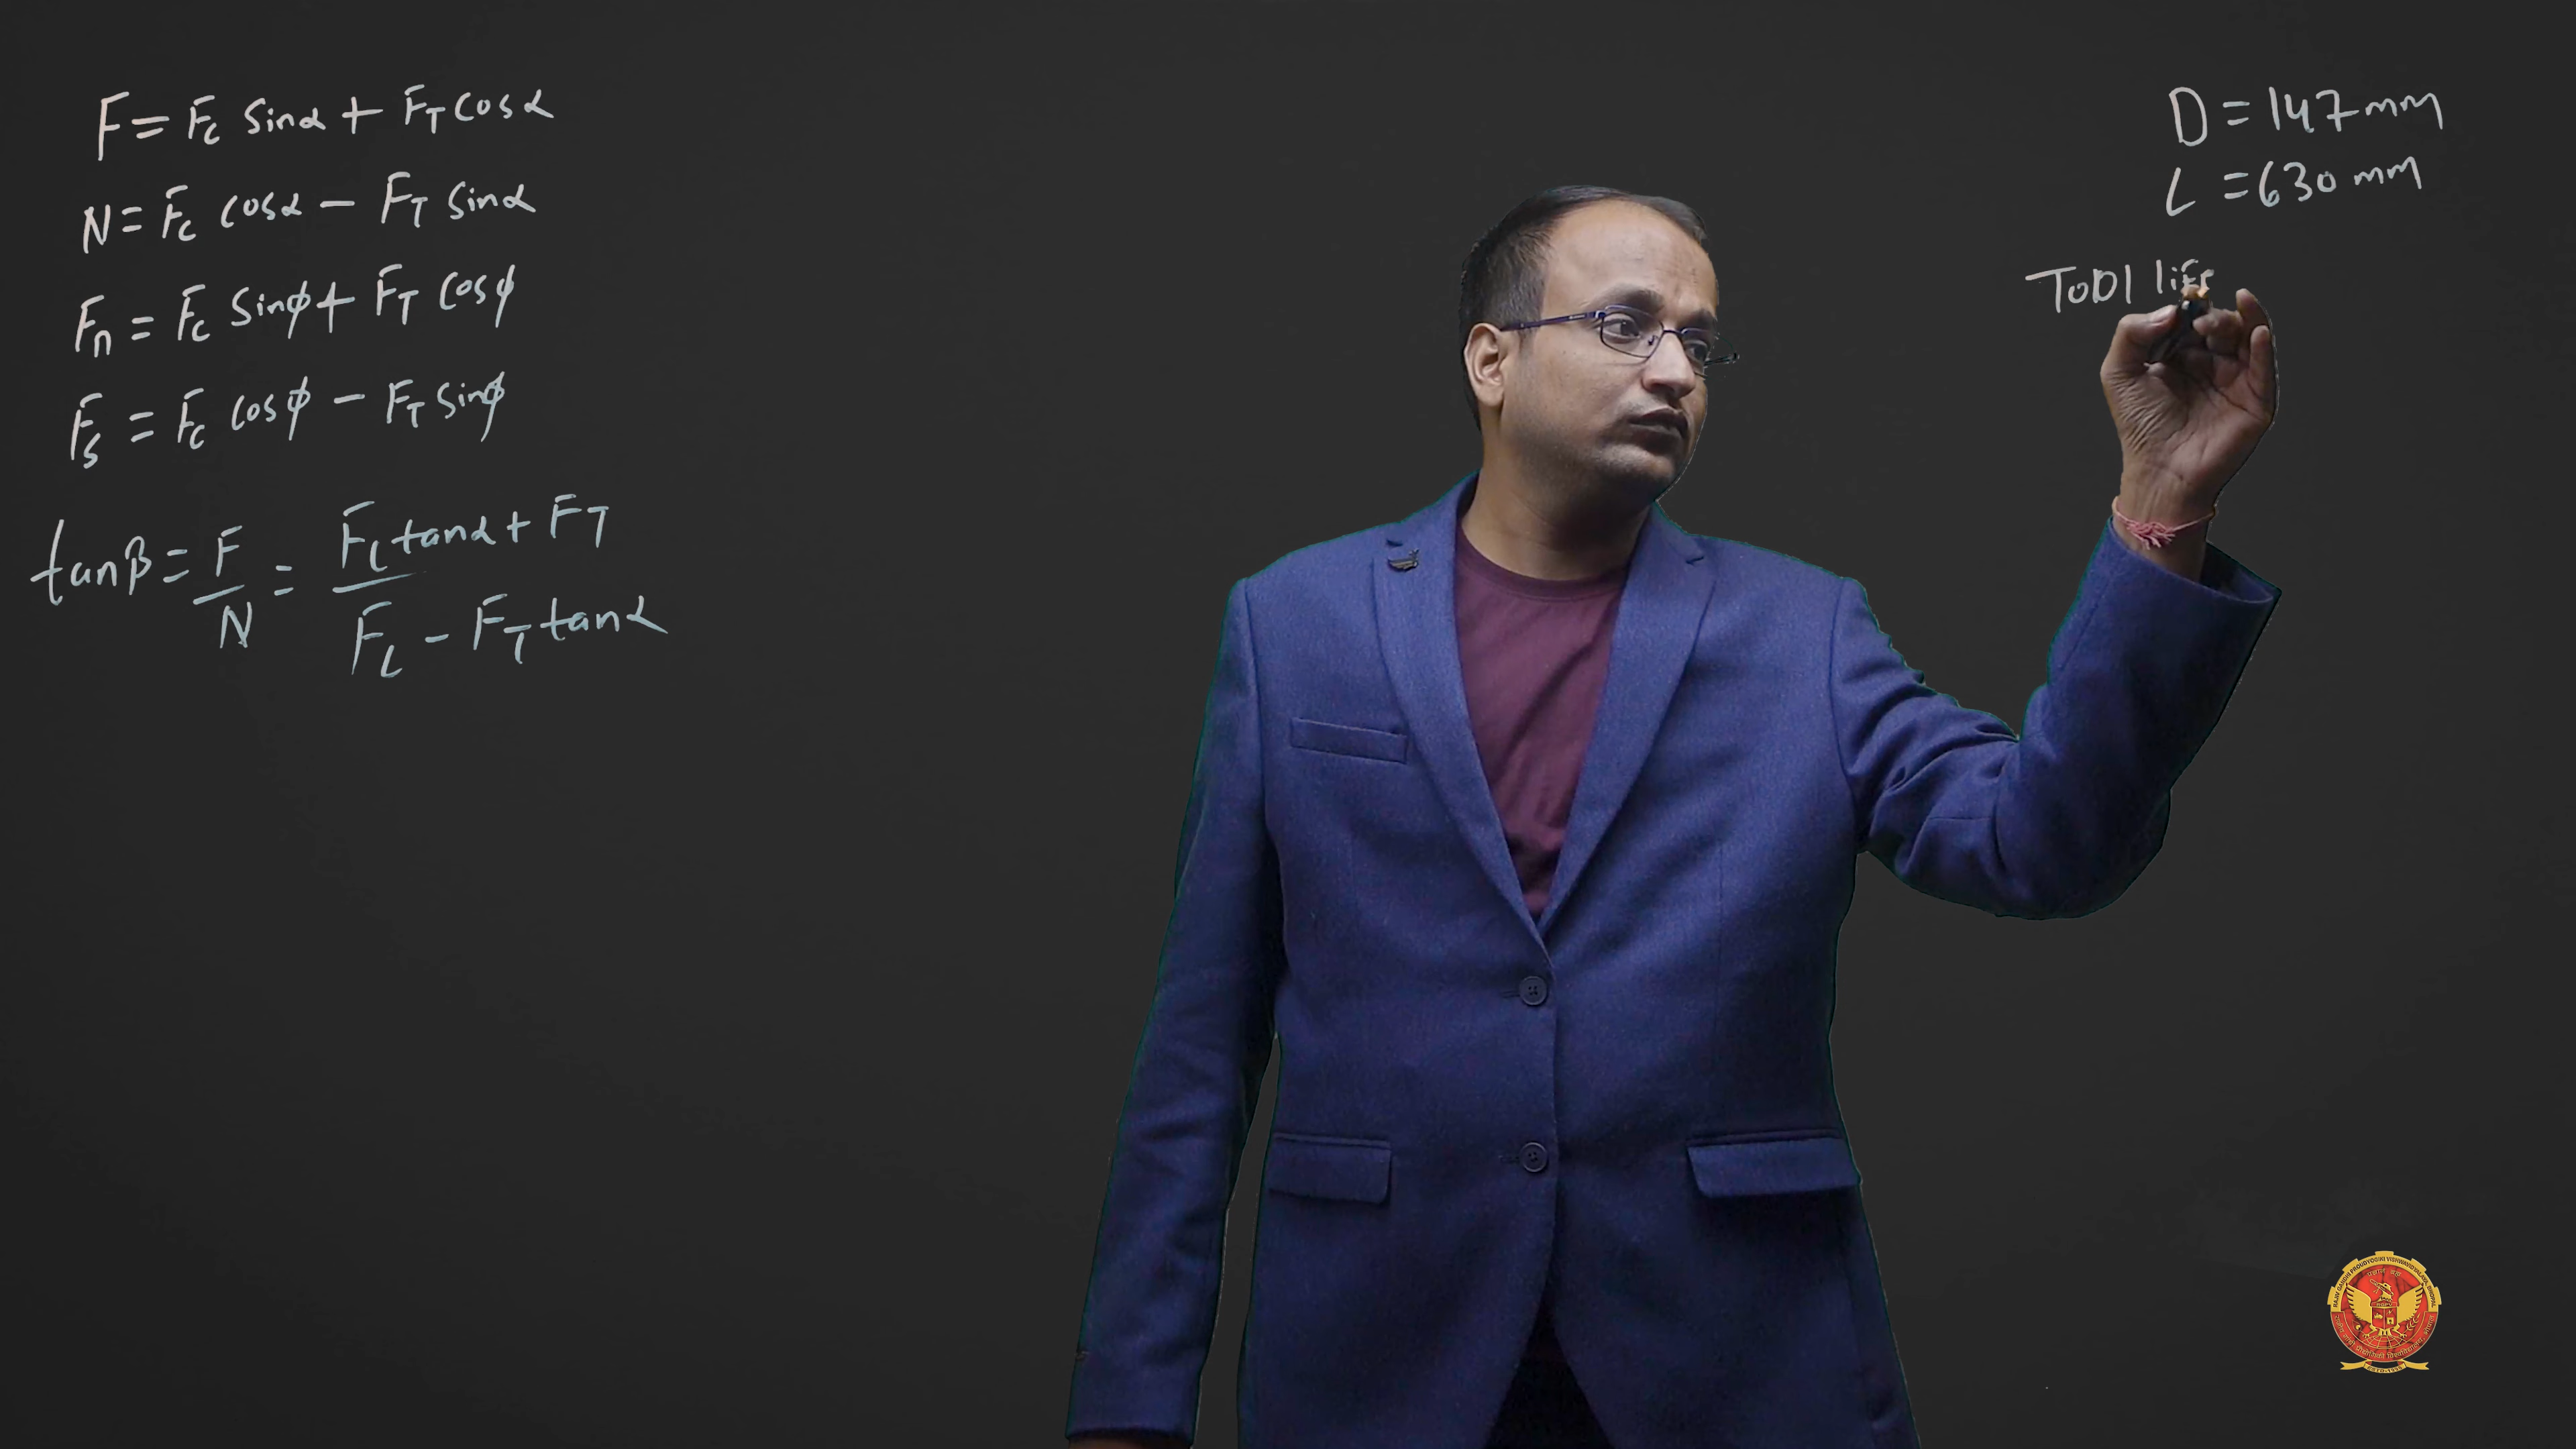 F = Fc Sinα + FT Cosα
N = Fc cosα − FT Sinα
Fn = Fc Sinφ + FT Cosφ
Fs = Fc Cosφ − FT Sinφ
tanβ = F/N = (Fc tanα + FT)/(Fc − FT tanα)
D = 147 mm
L = 630 mm
Tool life